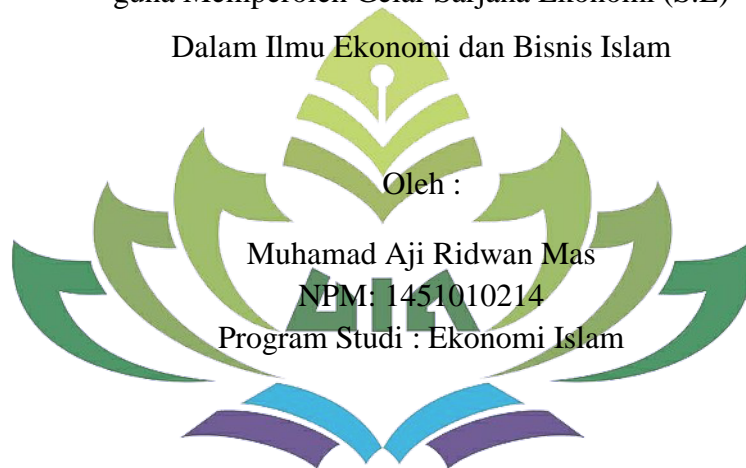 guna Memperoleh Gelar Sarjana Ekonomi (S.E)
Dalam Ilmu Ekonomi dan Bisnis Islam
Oleh :
Muhamad Aji Ridwan Mas
NPM: 1451010214
Program Studi : Ekonomi Islam